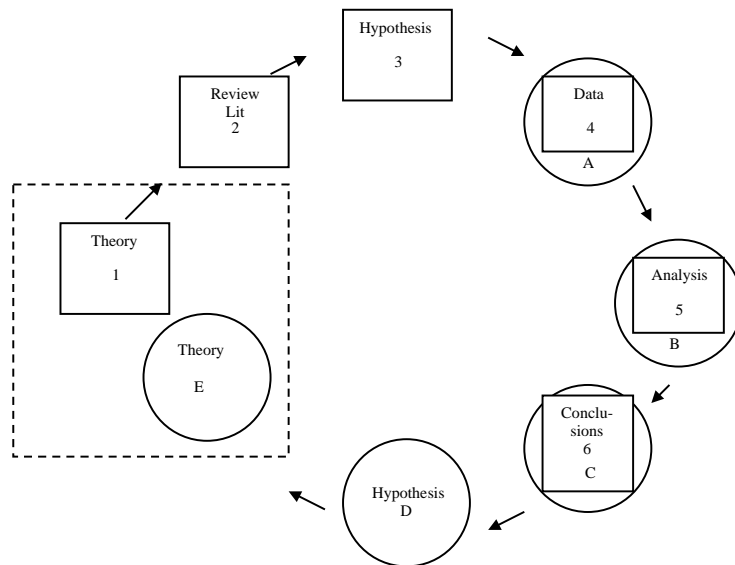 Hypothesis
3
Review
Lit
2
Data
4
A
Theory
1
Analysis
5
B
Theory
E
Conclu-
sions
6
C
Hypothesis
D